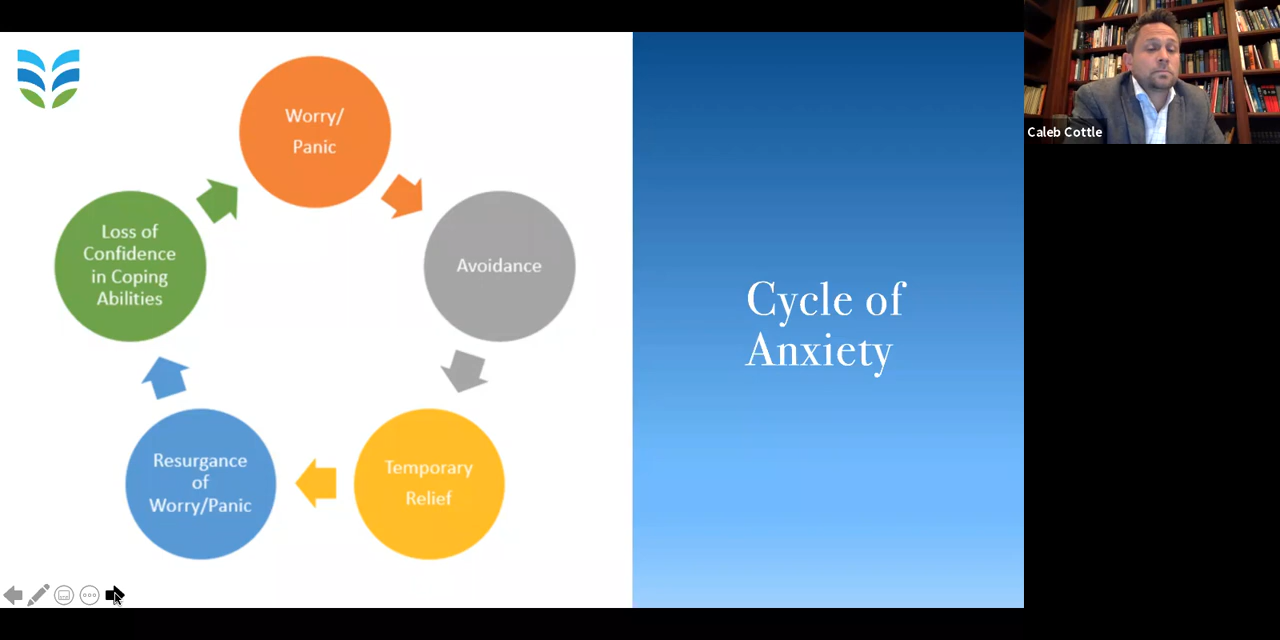 Worry/
Panic
Avoidance
Temporary
Relief
Resurgance
of
Worry/Panic
Loss of
Confidence
in Coping
Abilities
Cycle of
Anxiety
Caleb Cottle